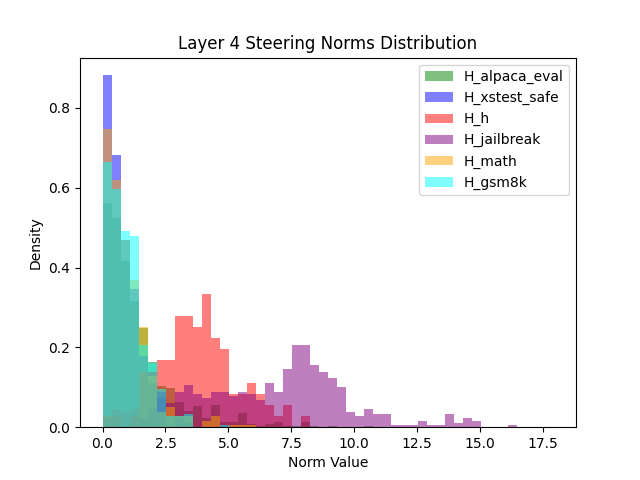 Layer 4 Steering Norms Distribution
H_alpaca_eval
H_xstest_safe
H_h
H_jailbreak
H_math
H_gsm8k
Density
0.8
0.6
0.4
0.2
0.0
0.0 2.5 5.0 7.5 10.0 12.5 15.0 17.5
Norm Value